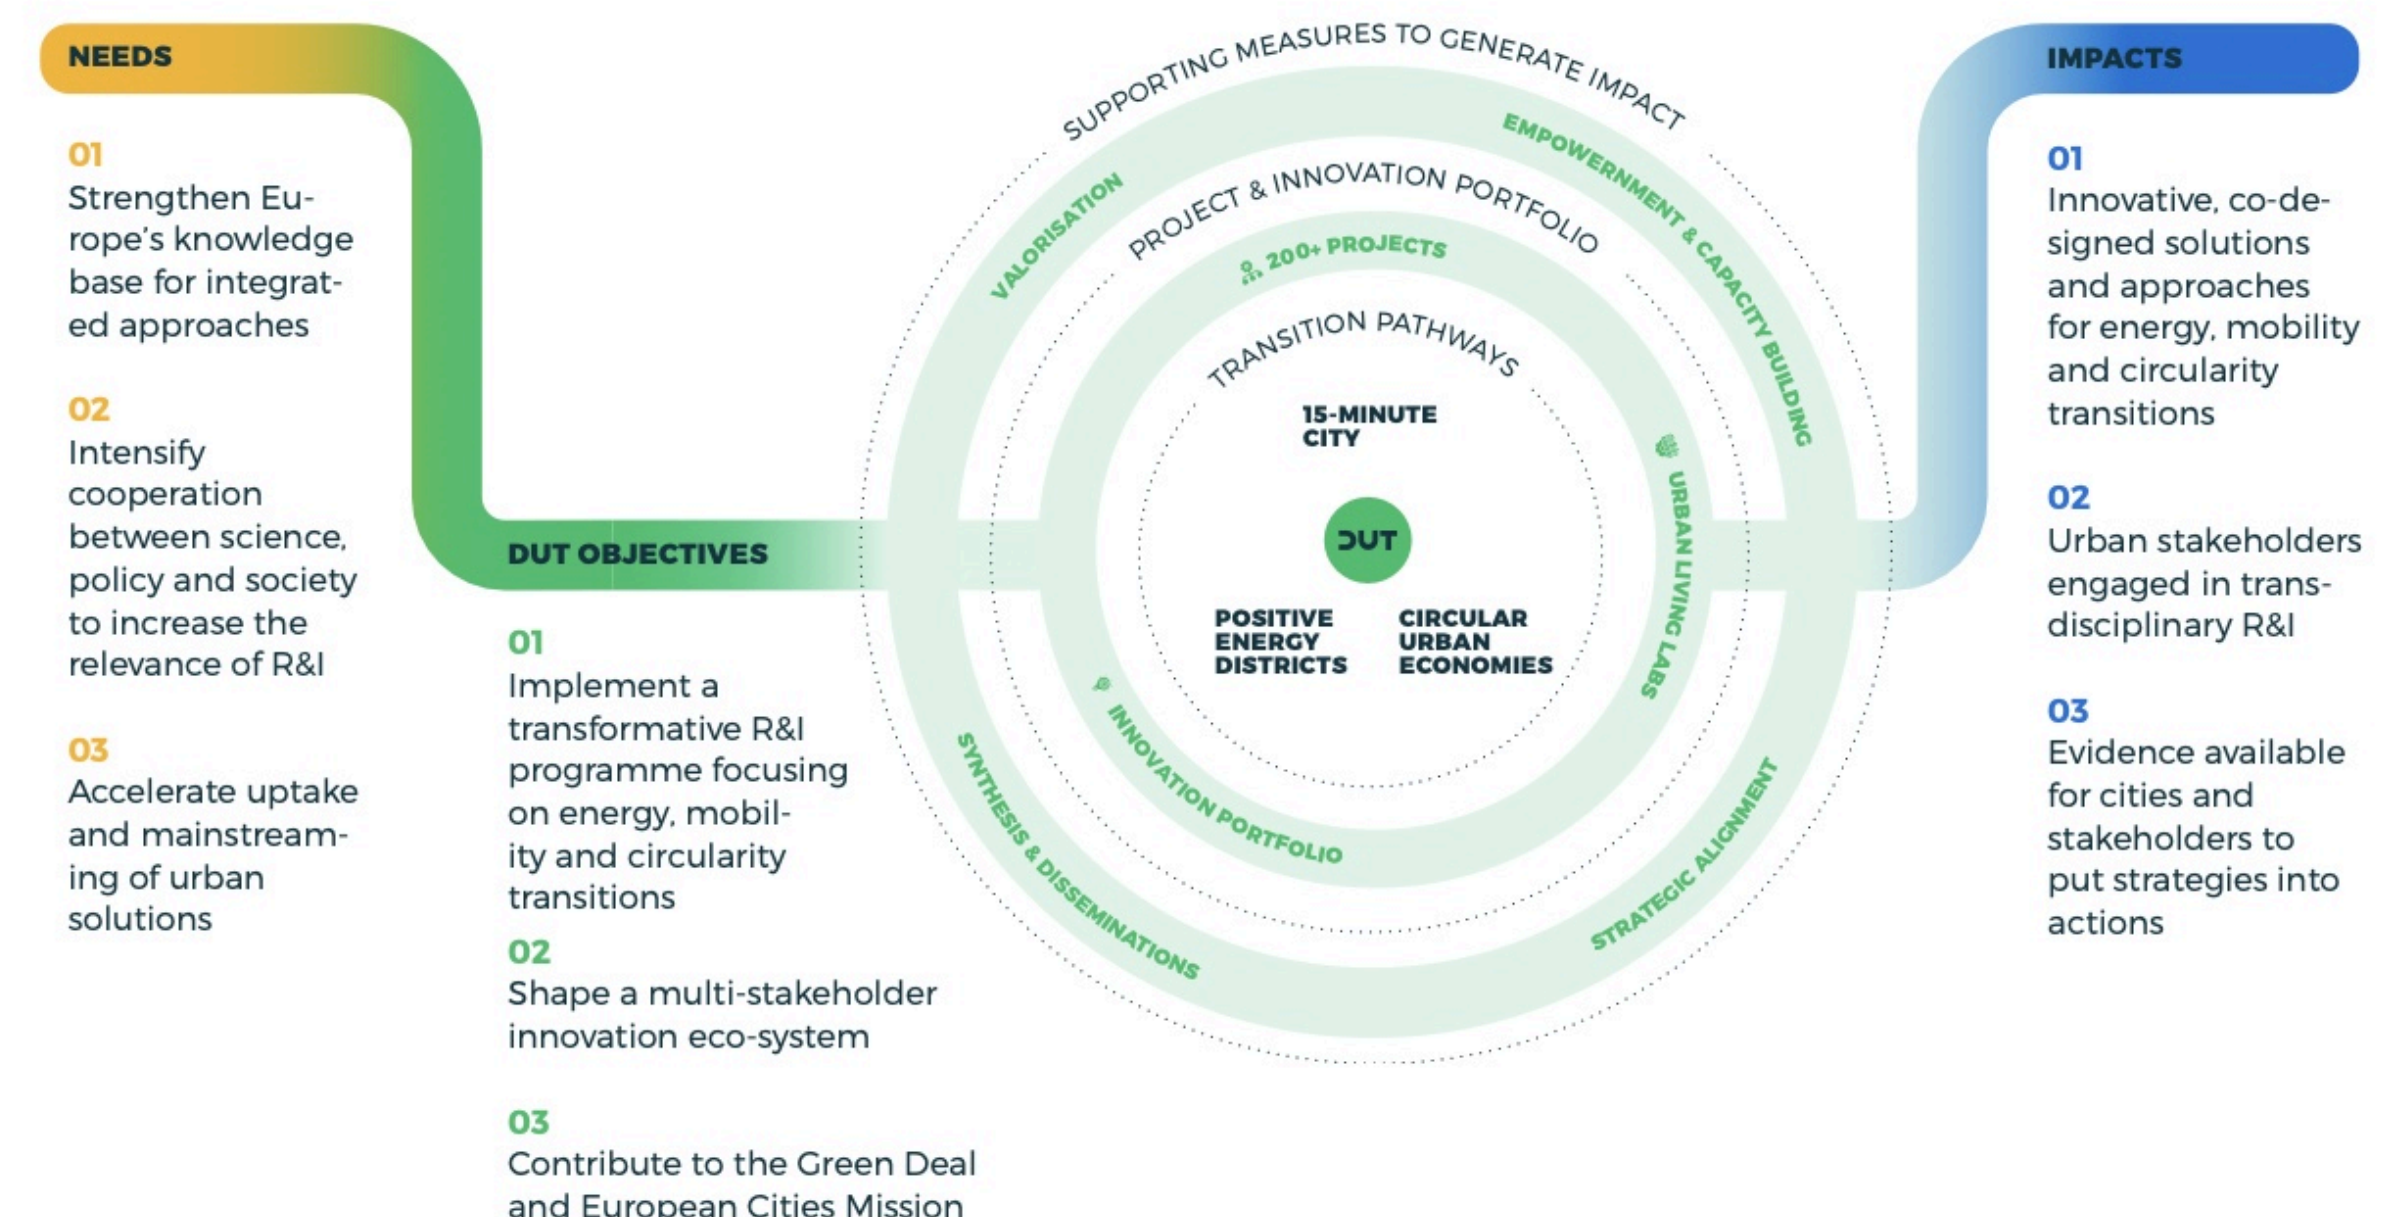 NEEDS
01
Strengthen Eu-
rope’s knowledge
base for integrat-
ed approaches
02
Intensify
cooperation
between science,
policy and society
to increase the
relevance of R&I
03
Accelerate uptake
and mainstream-
ing of urban
solutions
DUT OBJECTIVES
01
Implement a
transformative R&I
programme focusing
on energy, mobil-
ity and circularity
transitions
02
Shape a multi-stakeholder
innovation eco-system
03
Contribute to the Green Deal
and European Cities Mission
SUPPORTING MEASURES TO GENERATE IMPACT
VALORISATION
EMPOWERNMENT & CAPACITY BUILDING
PROJECT & INNOVATION PORTFOLIO
200+ PROJECTS
TRANSITION PATHWAYS
15-MINUTE
CITY
DUT
POSITIVE
ENERGY
DISTRICTS
CIRCULAR
URBAN
ECONOMIES
URBAN LIVING LABS
INNOVATION PORTFOLIO
SYNTHESIS & DISSEMINATIONS
STRATEGIC ALIGNMENT
IMPACTS
01
Innovative, co-de-
signed solutions
and approaches
for energy, mobility
and circularity
transitions
02
Urban stakeholders
engaged in trans-
disciplinary R&I
03
Evidence available
for cities and
stakeholders to
put strategies into
actions